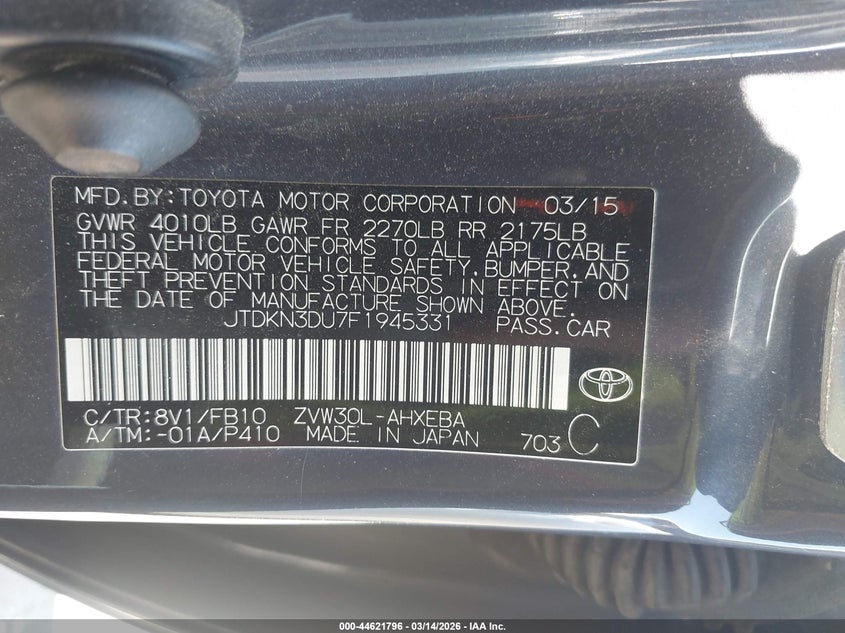 MFD.BY:TOYOTA MOTOR CORPORATION 03/15
GVWR 4010LB GAWR FR 2270LB RR 2175LB
THIS VEHICLE CONFORMS TO ALL APPLICABLE
FEDERAL MOTOR VEHICLE SAFETY,BUMPER,AND
THEFT PREVENTION STANDARDS IN EFFECT ON
THE DATE OF MANUFACTURE SHOWN ABOVE.
JTDKN3DU7F1945331 PASS.CAR
C/TR:8V1/FB10 ZVW30L-AHXEBA
A/TM:-01A/P410 MADE IN JAPAN 703 C
000-44621796 - 03/14/2026 - IAA Inc.